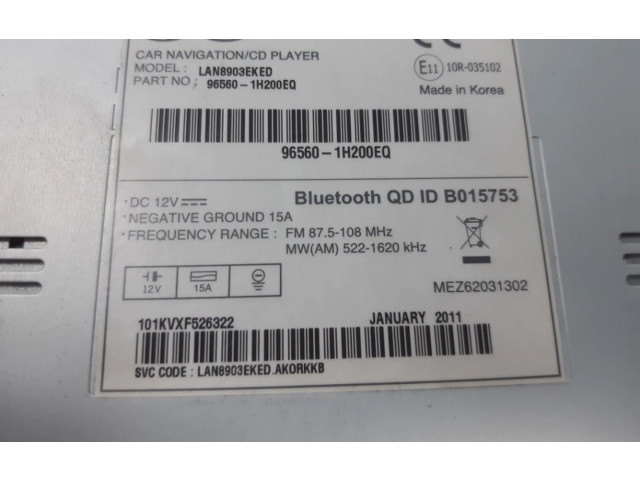 CAR NAVIGATION/CD PLAYER
MODEL : LAN8903EKED
PART NO : 96560-1H200EQ
E11 10R-035102
Made in Korea
96560-1H200EQ
•DC 12V
•NEGATIVE GROUND 15A
•FREQUENCY RANGE : FM 87.5-108 MHz
MW(AM) 522-1620 kHz
Bluetooth QD ID B015753
12V 15A
MEZ62031302
101KVXF526322 JANUARY 2011
SVC CODE : LAN8903EKED.AKORKKB